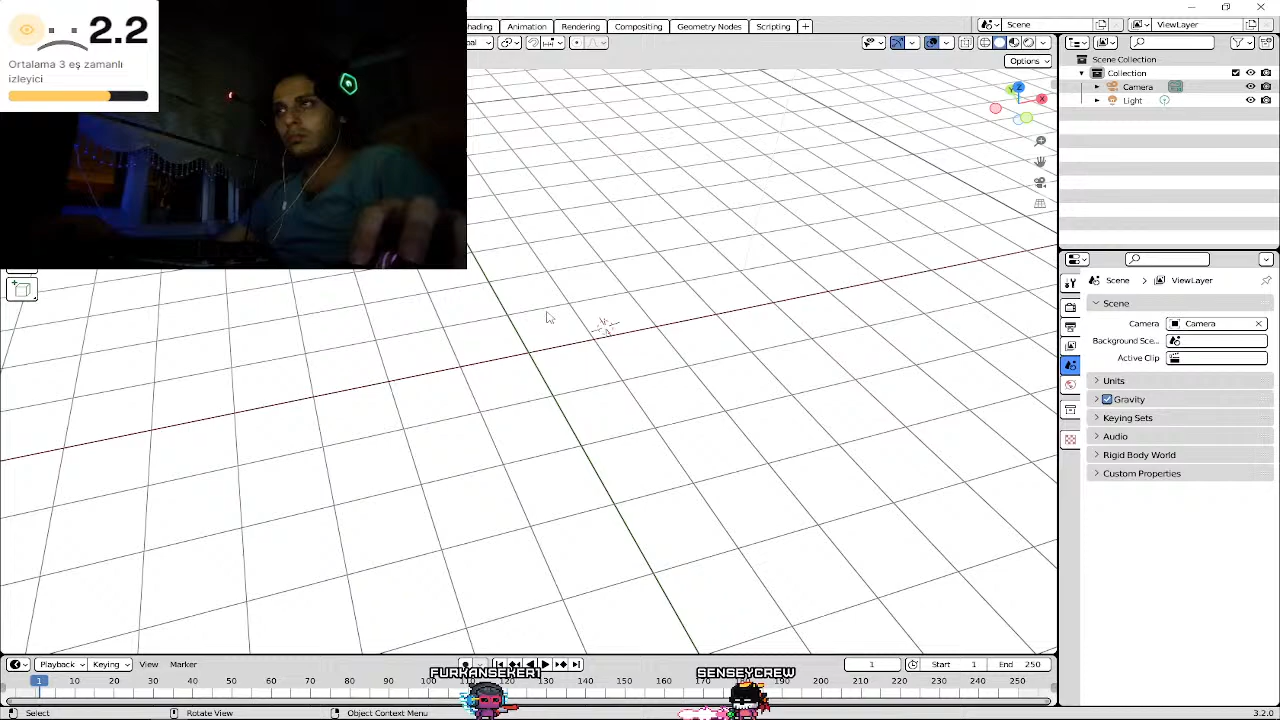 2.2
Ortalama 3 eş zamanlı
izleyici
Animation
Rendering
Compositing
Geometry Nodes
Scripting
+
Scene
ViewLayer
Options
Z
X
Scene Collection
Collection
Camera
Light
Scene
ViewLayer
Scene
Camera
Camera
Background Sce...
Active Clip
Units
Gravity
Keying Sets
Audio
Rigid Body World
Custom Properties
Playback
Keying
View
Marker
1
Start 1
End 250
FURKANSEKER1
SENSEYCREW
1 10 20 30 40 50 60 70 80 90 100 110 120 130 140 150 160 170 180 190 200 210 220 230 240 250
Select
Rotate View
Object Context Menu
3.2.0